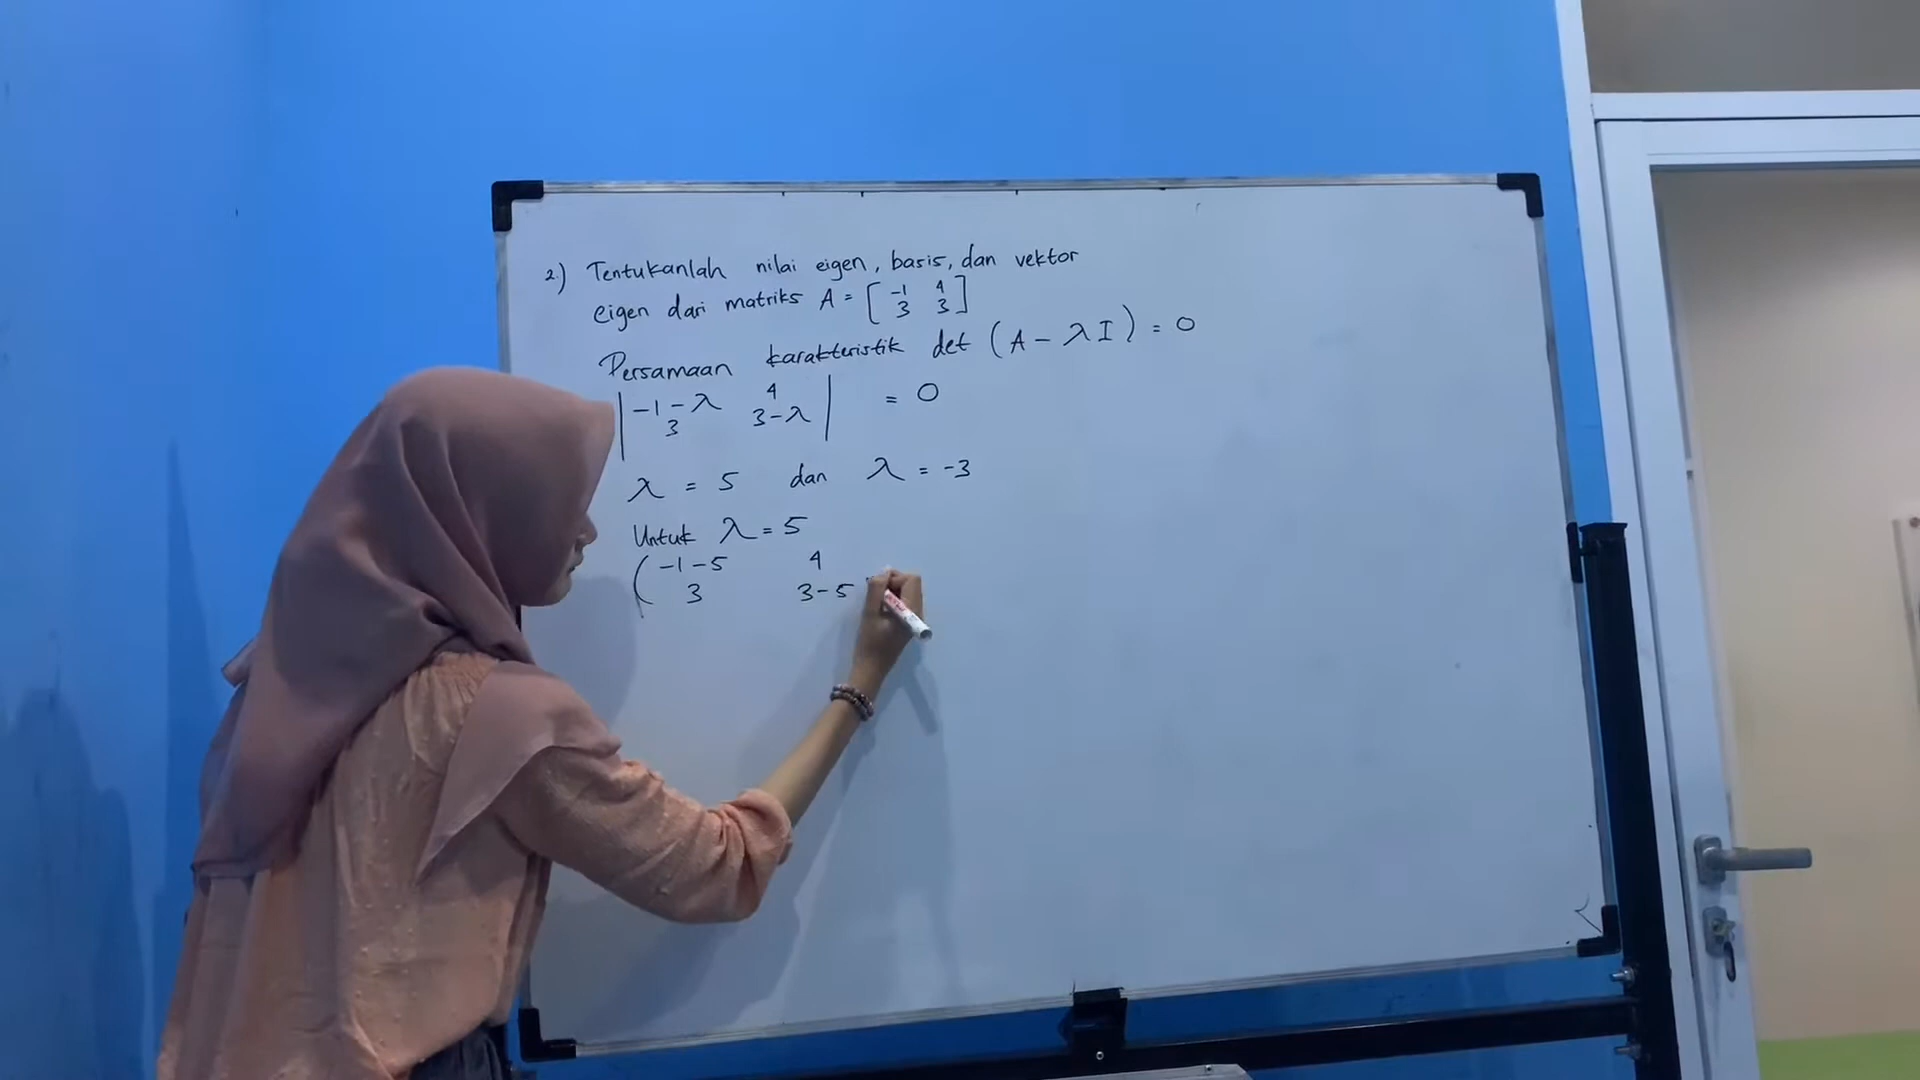 2.) Tentukanlah nilai eigen, basis, dan vektor
eigen dari matriks A = [ -1 4
3 3 ]
Persamaan karakteristik det (A - λI) = 0
| -1-λ 4 | = 0
3 3-λ
λ = 5 dan λ = -3
Untuk λ = 5
( -1-5 4
3 3-5